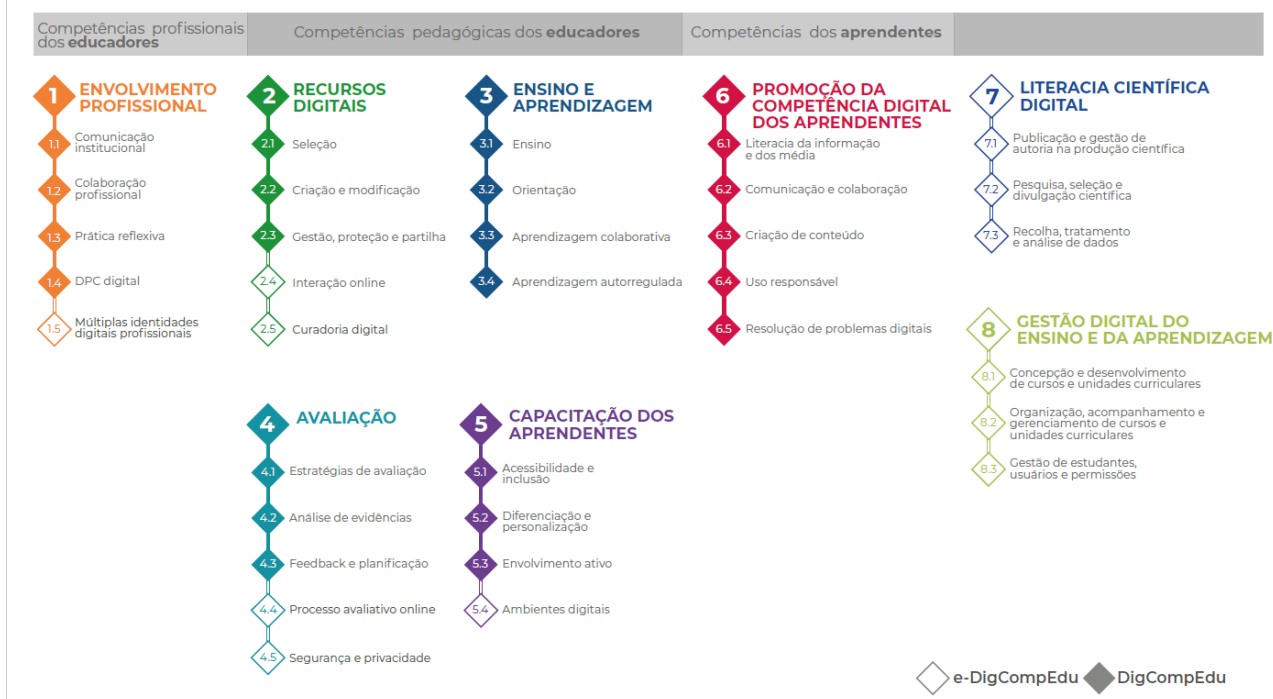 Competências profissionais
dos educadores
Competências pedagógicas dos educadores
Competências dos aprendentes
1
ENVOLVIMENTO
PROFISSIONAL
1.1
Comunicação
institucional
1.2
Colaboração
profissional
1.3
Prática reflexiva
1.4
DPC digital
1.5
Múltiplas identidades
digitais profissionais
2
RECURSOS
DIGITAIS
2.1
Seleção
2.2
Criação e modificação
2.3
Gestão, proteção e partilha
2.4
Interação online
2.5
Curadoria digital
3
ENSINO E
APRENDIZAGEM
3.1
Ensino
3.2
Orientação
3.3
Aprendizagem colaborativa
3.4
Aprendizagem autorregulada
4
AVALIAÇÃO
4.1
Estratégias de avaliação
4.2
Análise de evidências
4.3
Feedback e planificação
4.4
Processo avaliativo online
4.5
Segurança e privacidade
5
CAPACITAÇÃO DOS
APRENDENTES
5.1
Acessibilidade e
inclusão
5.2
Diferenciação e
personalização
5.3
Envolvimento ativo
5.4
Ambientes digitais
6
PROMOÇÃO DA
COMPETÊNCIA DIGITAL
DOS APRENDENTES
6.1
Literacia da informação
e dos média
6.2
Comunicação e colaboração
6.3
Criação de conteúdo
6.4
Uso responsável
6.5
Resolução de problemas digitais
7
LITERACIA CIENTÍFICA
DIGITAL
7.1
Publicação e gestão de
autoria na produção científica
7.2
Pesquisa, seleção e
divulgação científica
7.3
Recolha, tratamento
e análise de dados
8
GESTÃO DIGITAL DO
ENSINO E DA APRENDIZAGEM
8.1
Concepção e desenvolvimento
de cursos e unidades curriculares
8.2
Organização, acompanhamento e
gerenciamento de cursos e
unidades curriculares
8.3
Gestão de estudantes,
usuários e permissões
e-DigCompEdu
DigCompEdu